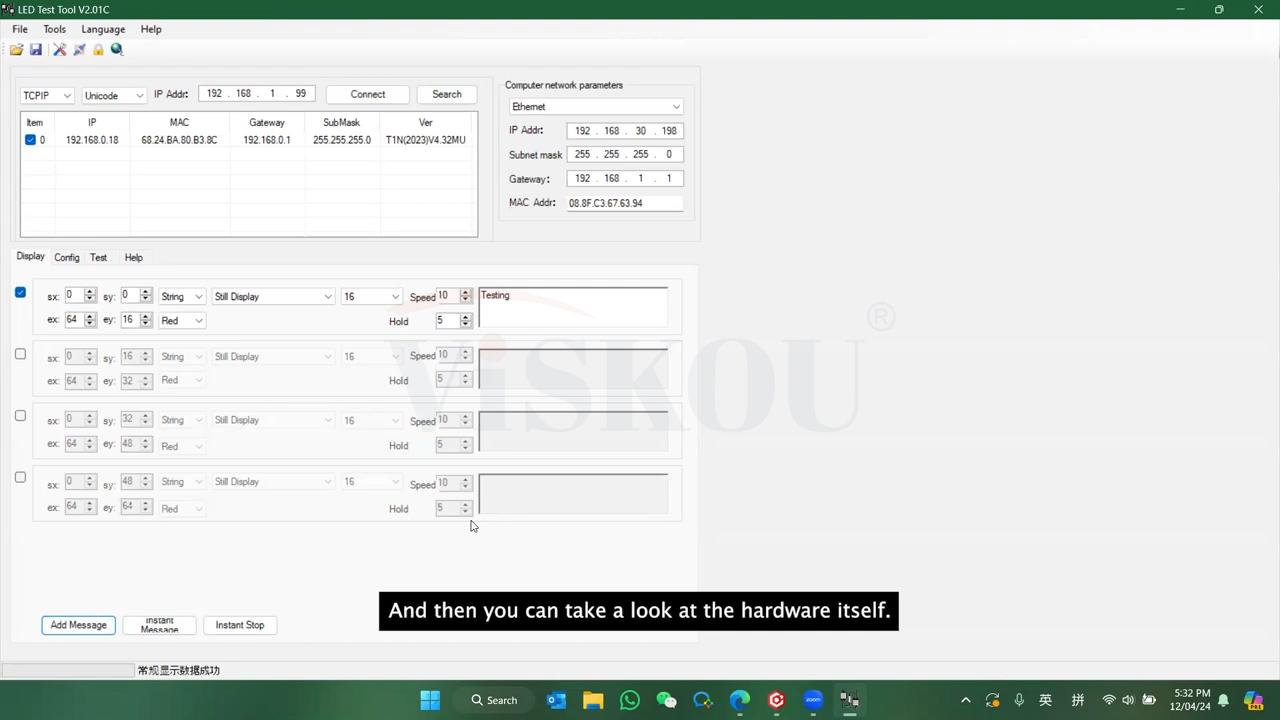 LED Test Tool V2.01C
File Tools Language Help
TCPIP Unicode IP Addr: 192 . 168 . 1 . 99 Connect Search
Item IP MAC Gateway SubMask Ver
0 192.168.0.18 68.24.BA.80.B3.8C 192.168.0.1 255.255.255.0 T1N(2023)V4.32MU
Computer network parameters
Ethernet
IP Addr: 192 . 168 . 30 . 198
Subnet mask 255 . 255 . 255 . 0
Gateway: 192 . 168 . 1 . 1
MAC Addr: 08.8F.C3.67.63.94
Display Config Test Help
sx: 0 sy: 0 String Still Display 16 Speed 10 Testing
ex: 64 ey: 16 Red Hold 5
sx: 0 sy: 16 String Still Display 16 Speed 10
ex: 64 ey: 32 Red Hold 5
sx: 0 sy: 32 String Still Display 16 Speed 10
ex: 64 ey: 48 Red Hold 5
sx: 0 sy: 48 String Still Display 16 Speed 10
ex: 64 ey: 64 Red Hold 5
ViSKOU®
And then you can take a look at the hardware itself.
Add Message Instant Message Instant Stop
常规显示数据成功
Search
英 拼 5:32 PM
12/04/24